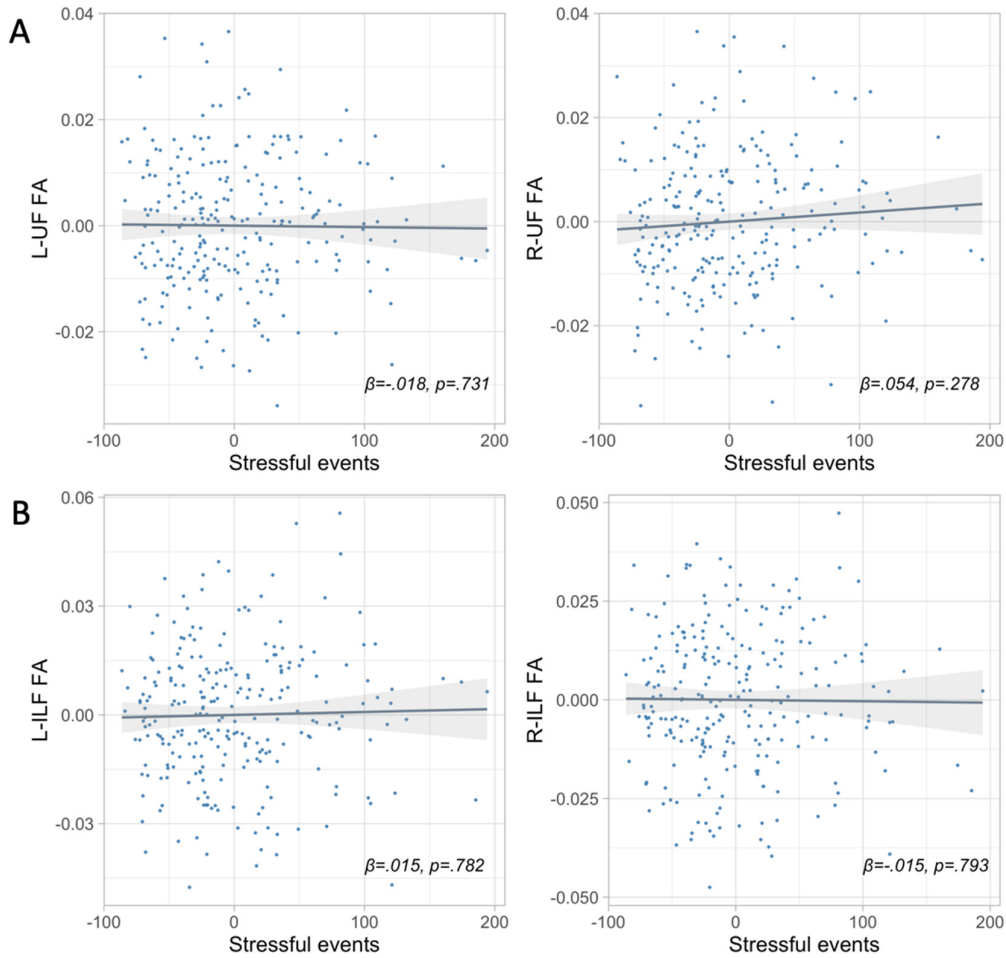 A
0.04
0.02
0.00
-0.02
L-UF FA
β=-.018, p=.731
-100
0
100
200
Stressful events
0.04
0.02
0.00
-0.02
R-UF FA
β=.054, p=.278
-100
0
100
200
Stressful events
B
0.06
0.03
0.00
-0.03
L-ILF FA
β=.015, p=.782
-100
0
100
200
Stressful events
0.050
0.025
0.000
-0.025
-0.050
R-ILF FA
β=-.015, p=.793
-100
0
100
200
Stressful events